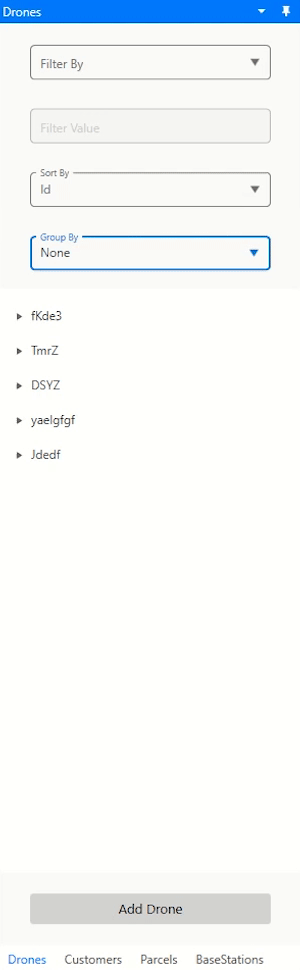 Drones
Filter By
Filter Value
Sort By
Id
Group By
None
fKde3
TmrZ
DSYZ
yaelgfgf
Jdedf
Add Drone
Drones Customers Parcels BaseStations